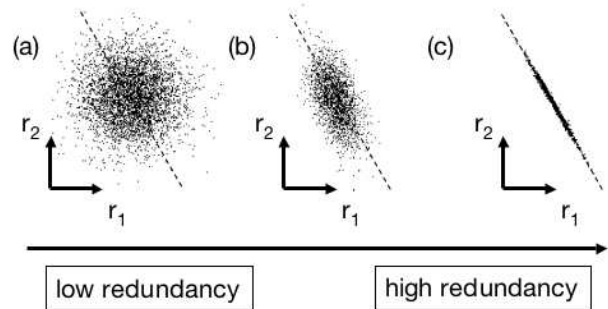 (a) (b) (c)
r₂ r₂ r₂
r₁ r₁ r₁
low redundancy high redundancy